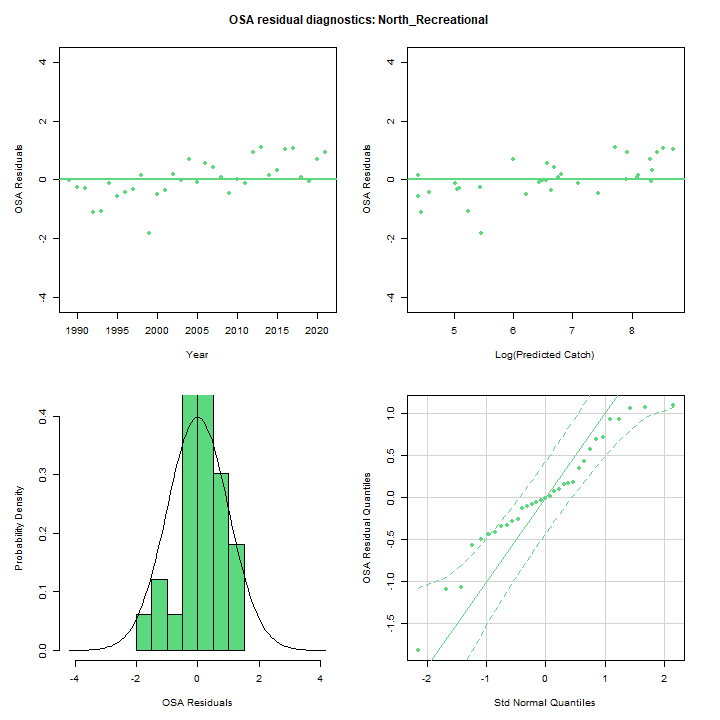 OSA residual diagnostics: North_Recreational
OSA Residuals
4
2
0
-2
-4
1990 1995 2000 2005 2010 2015 2020
Year
OSA Residuals
4
2
0
-2
-4
5 6 7 8
Log(Predicted Catch)
Probability Density
0.4
0.3
0.2
0.1
0.0
-4 -2 0 2 4
OSA Residuals
OSA Residual Quantiles
1.0
0.5
0.0
-0.5
-1.0
-1.5
-2 -1 0 1 2
Std Normal Quantiles